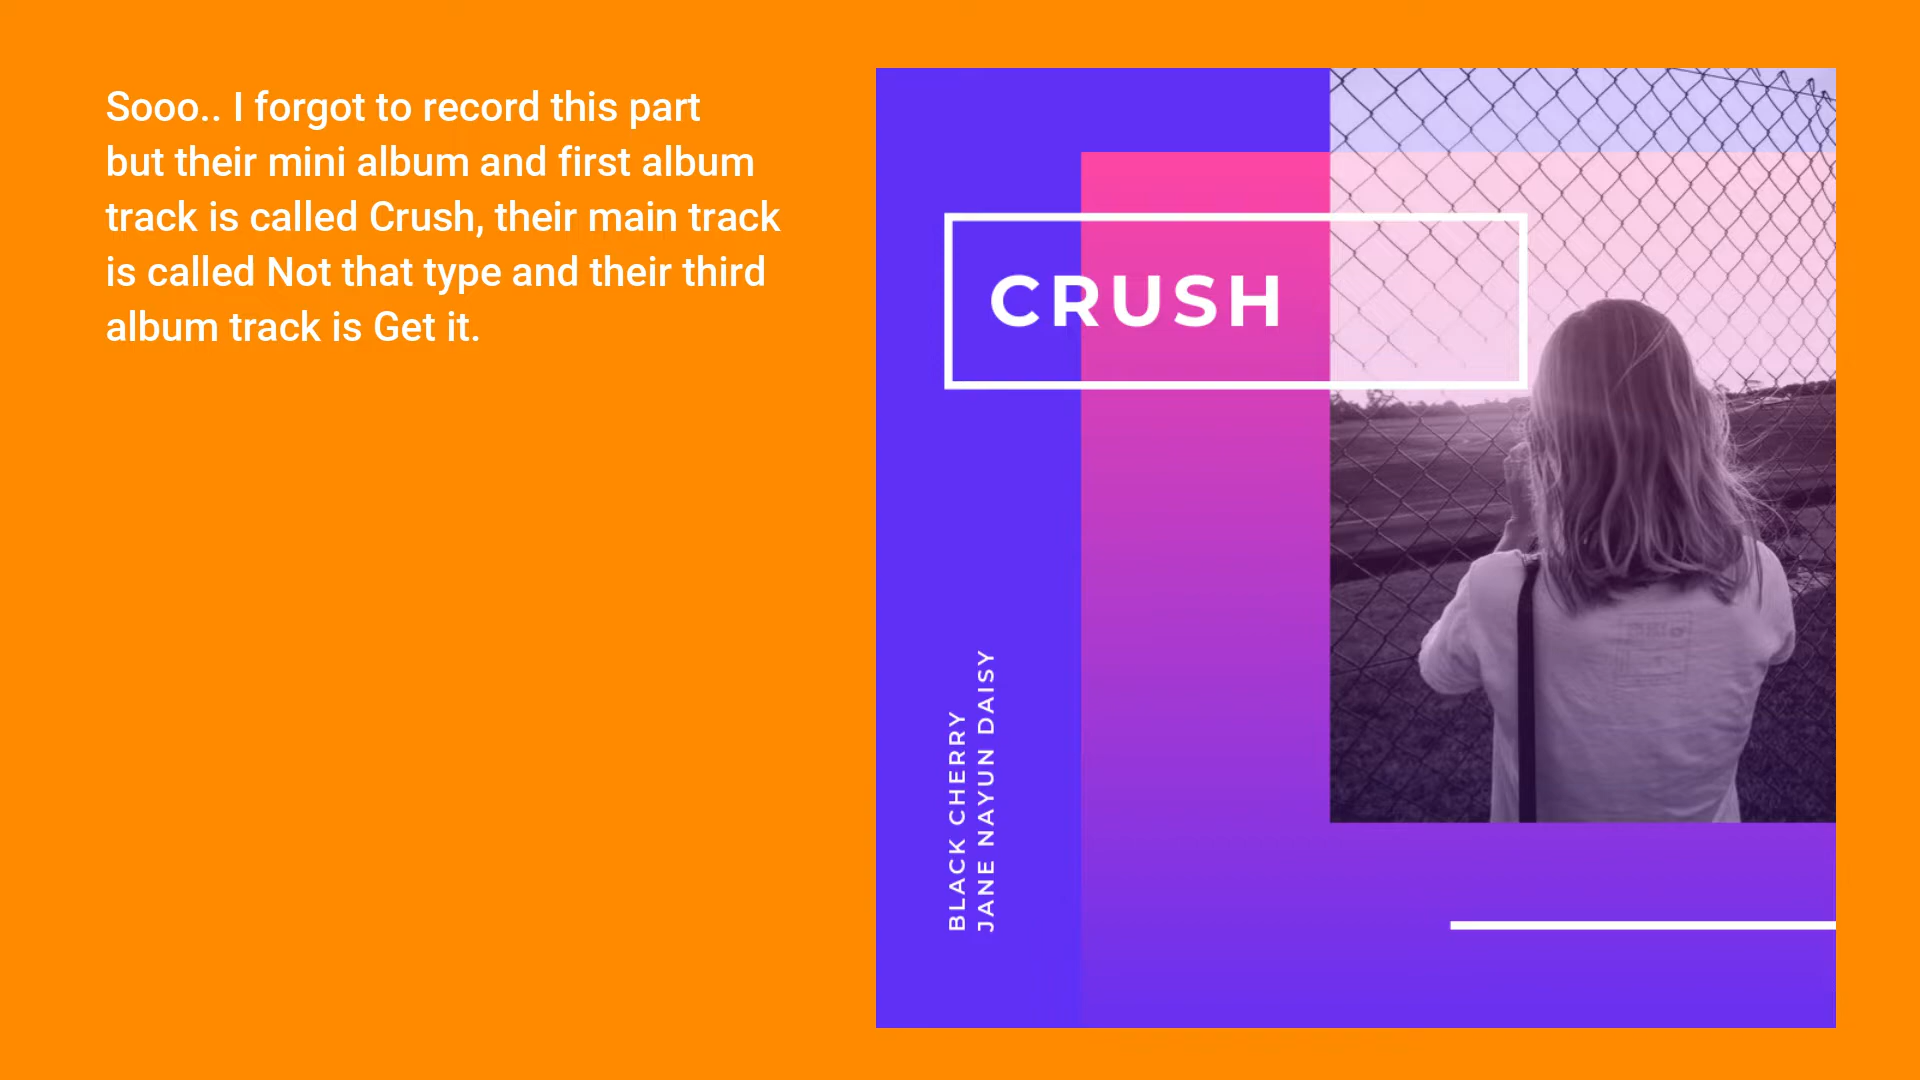 Sooo.. I forgot to record this part
but their mini album and first album
track is called Crush, their main track
is called Not that type and their third
album track is Get it.
CRUSH
BLACK CHERRY
JANE NAYUN DAISY